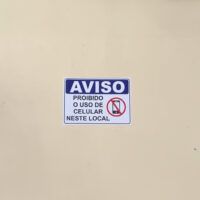 AVISO
PROIBIDO
O USO DE
CELULAR
NESTE LOCAL